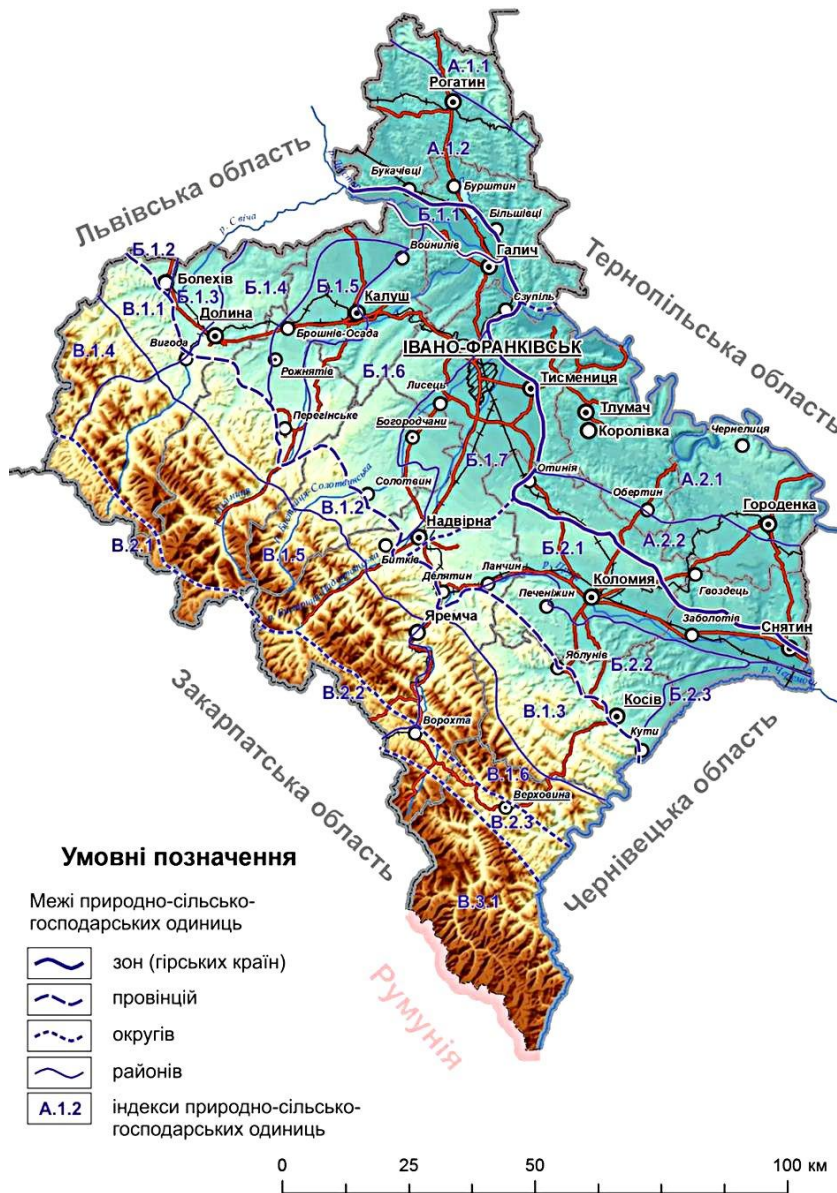 А.1.1
Рогатин
А.1.2
Львівська область
Букачівці
Бурштин
р. Свіча
Б.1.1
Більшівці
Тернопільська область
Войнилів
Галич
Б.1.2
Болехів
Б.1.3
Б.1.4
Б.1.5
В.1.1
Калуш
Єзупіль
Долина
Брошнів-Осада
ІВАНО-ФРАНКІВСЬК
В.1.4
Вигода
Рожнятів
Б.1.6
Лисець
Тисмениця
Тлумач
Перегінське
Богородчани
Королівка
Чернелиця
Б.1.7
Отинія
А.2.1
Солотвин
Обертин
Городенка
В.1.2
Надвірна
А.2.2
В.2.1
В.1.5
Битків
Б.2.1
Делятин
Ланчин
Гвоздець
Печеніжин
Коломия
Заболотів
Яремча
Снятин
Яблунів
Б.2.2
Закарпатська область
В.2.2
Б.2.3
В.1.3
Косів
Ворохта
Кути
В.1.6
Верховина
В.2.3
Чернівецька область
В.3.1
Румунія
Умовні позначення
Межі природно-сільсько-
господарських одиниць
зон (гірських країн)
провінцій
округів
районів
А.1.2
індекси природно-сільсько-
господарських одиниць
0
25
50
100 км